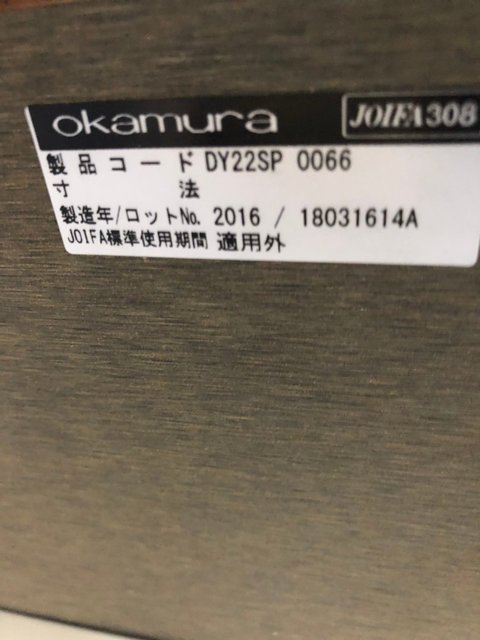 okamura JOIFA308
製品コード DY22SP 0066
寸法
製造年/ロットNo. 2016 / 18031614A
JOIFA標準使用期間 適用外